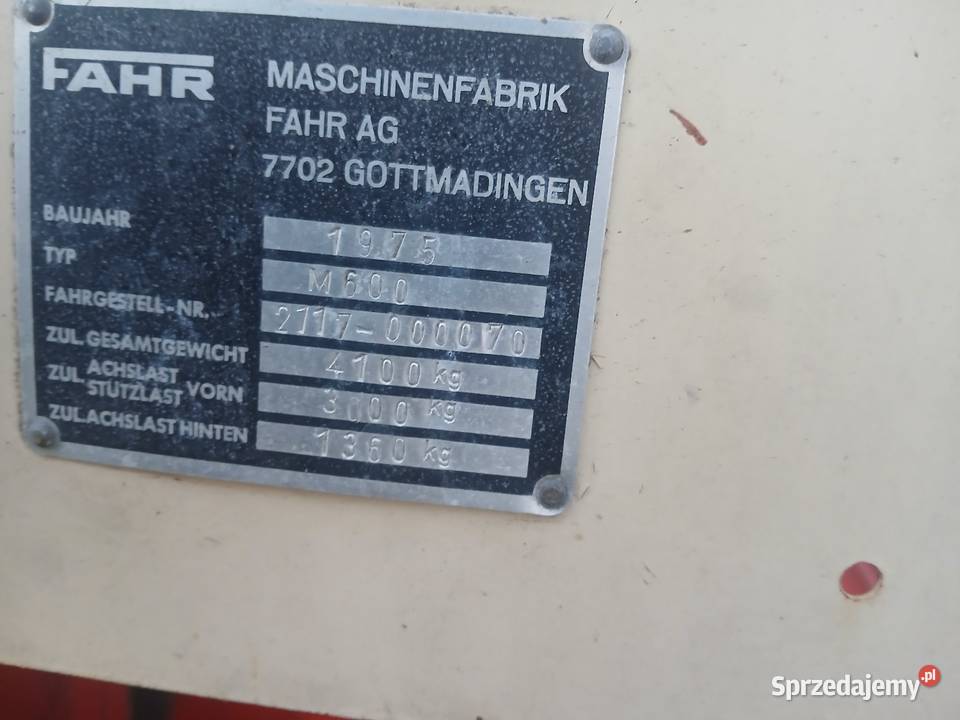 FAHR
MASCHINENFABRIK
FAHR AG
7702 GOTTMADINGEN
BAUJAHR 1975
TYP M600
FAHRGESTELL-NR. 2117-000070
ZUL. GESAMTGEWICHT 4100 kg
ZUL. ACHSLAST STÜTZLAST VORN 3000 kg
ZUL. ACHSLAST HINTEN 1360 kg
Sprzedajemy.pl